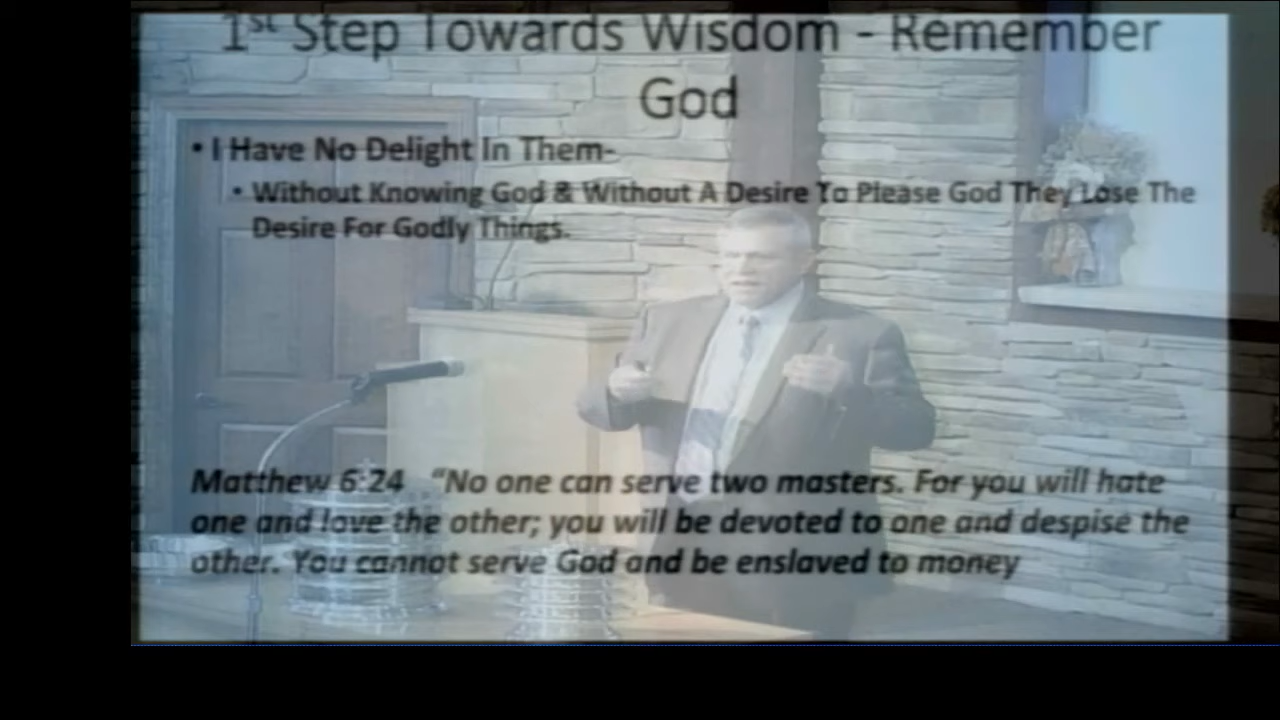 1st Step Towards Wisdom - Remember
God
• I Have No Delight In Them-
• Without Knowing God & Without A Desire To Please God They Lose The
Desire For Godly Things.
Matthew 6:24 “No one can serve two masters. For you will hate
one and love the other; you will be devoted to one and despise the
other. You cannot serve God and be enslaved to money